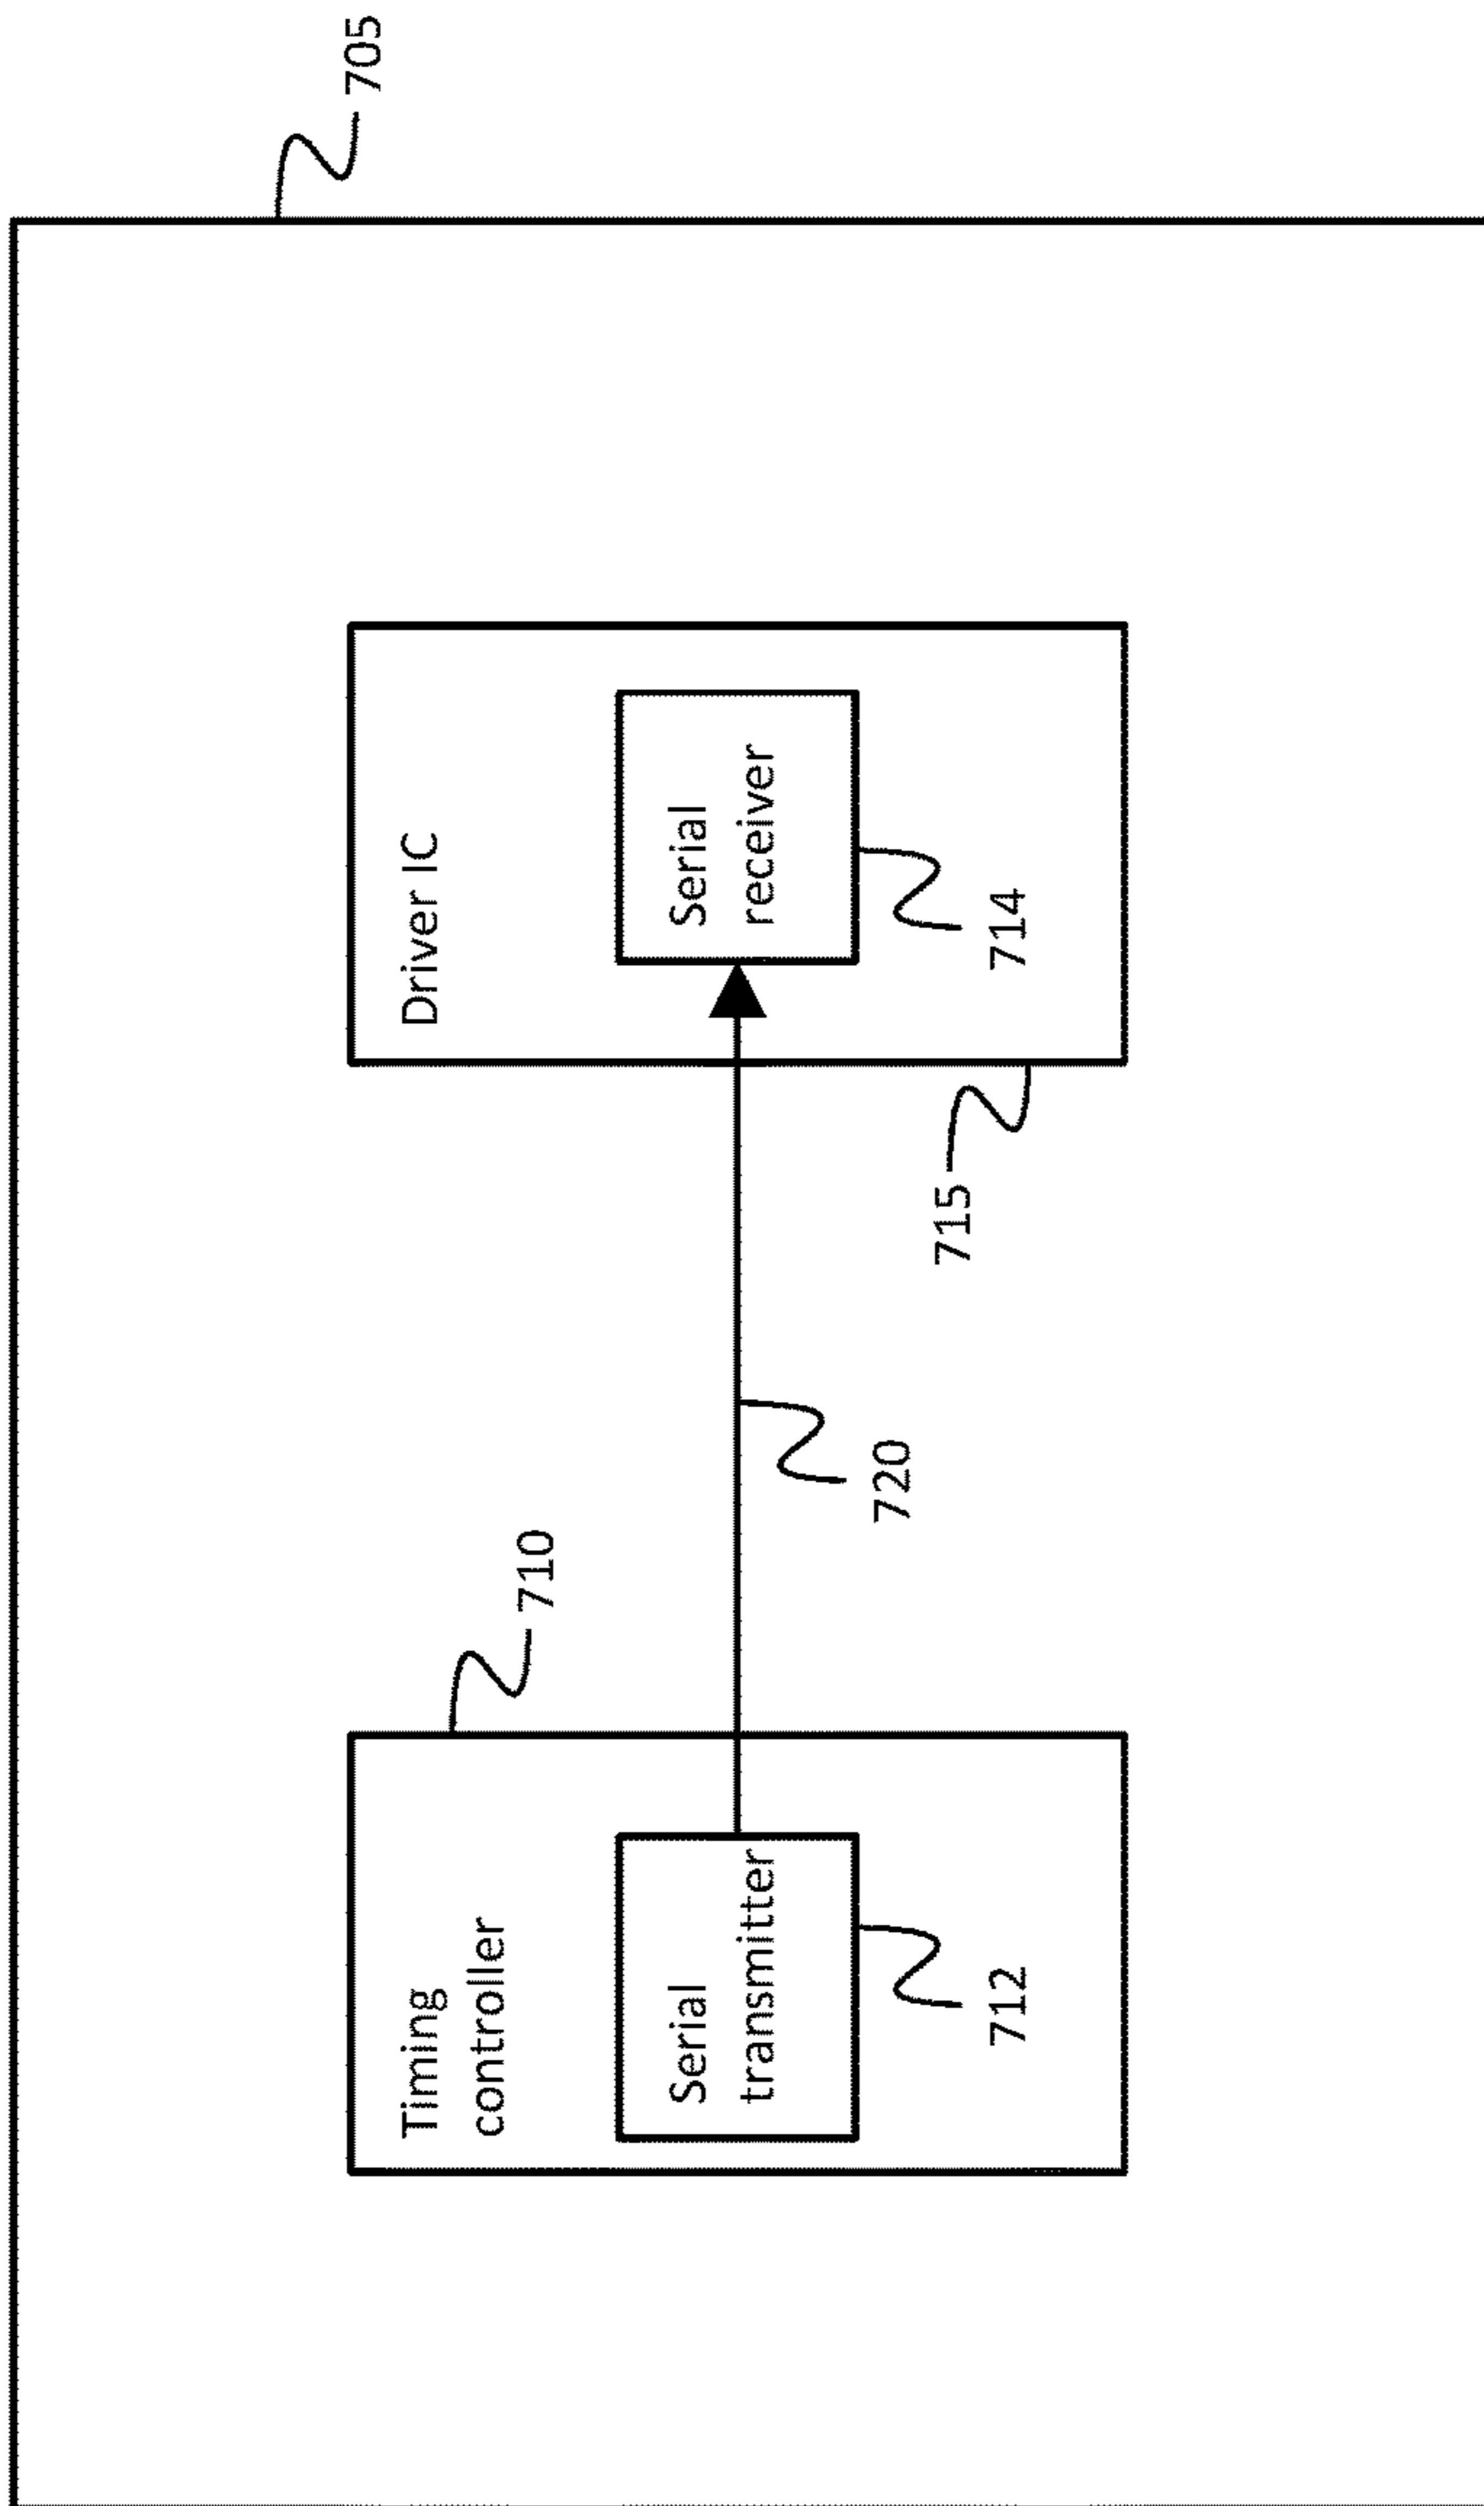 705
Timing
controller
710
Serial
transmitter
712
720
Driver IC
715
Serial
receiver
714